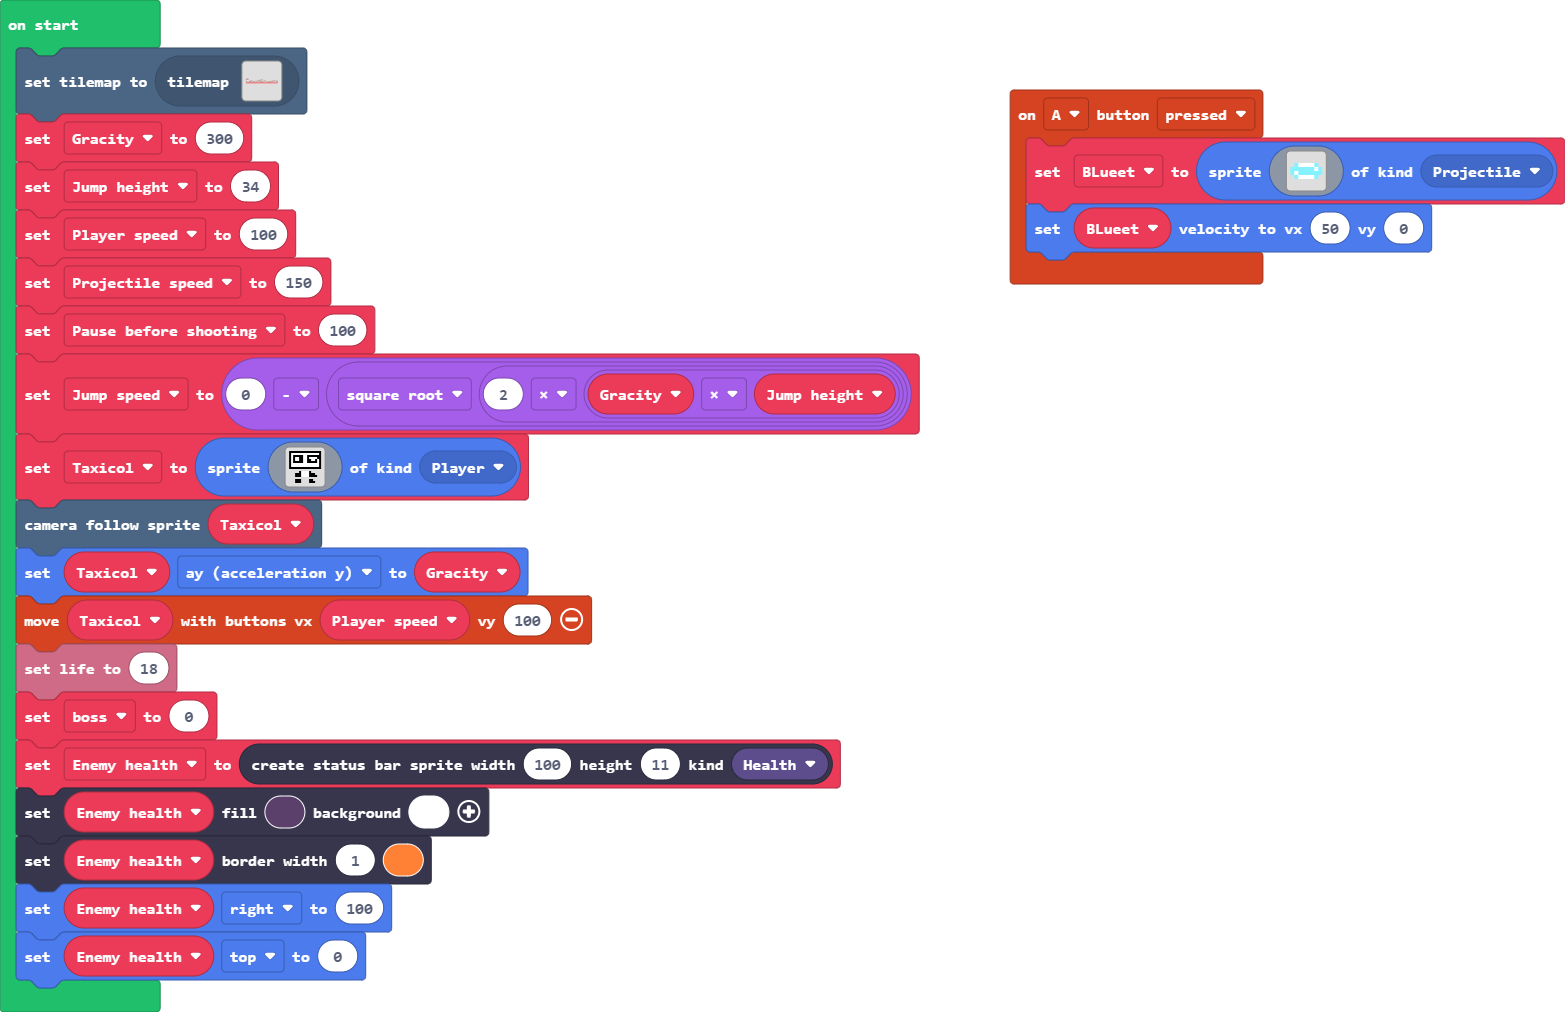 on start
set tilemap to tilemap
set Gracity to 300
set Jump height to 34
set Player speed to 100
set Projectile speed to 150
set Pause before shooting to 100
set Jump speed to 0 - square root 2 × Gracity × Jump height
set Taxicol to sprite of kind Player
camera follow sprite Taxicol
set Taxicol ay (acceleration y) to Gracity
move Taxicol with buttons vx Player speed vy 100
set life to 18
set boss to 0
set Enemy health to create status bar sprite width 100 height 11 kind Health
set Enemy health fill background
set Enemy health border width 1
set Enemy health right to 100
set Enemy health top to 0
on A button pressed
set BLueet to sprite of kind Projectile
set BLueet velocity to vx 50 vy 0